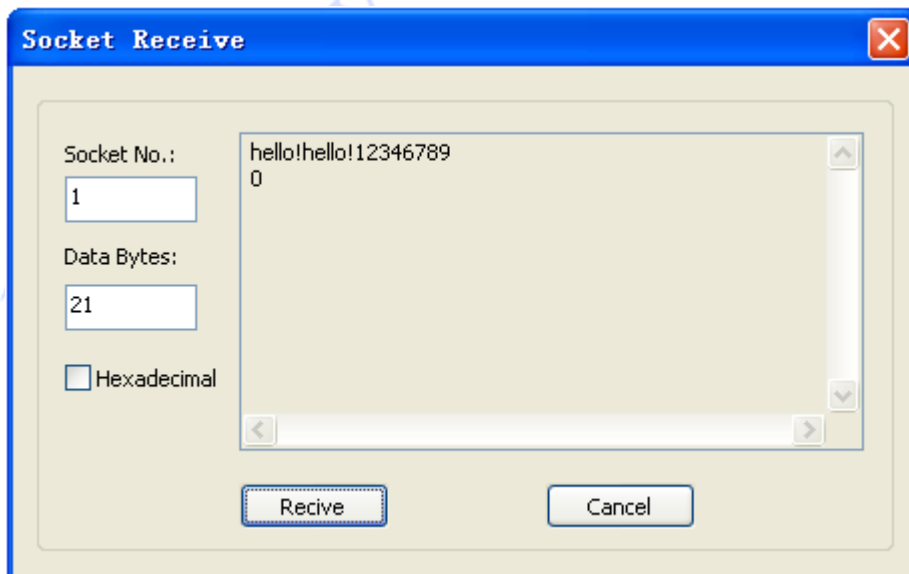 Socket Receive
Socket No.:
1
Data Bytes:
21
Hexadecimal
hello!hello!12346789
0
Recive
Cancel